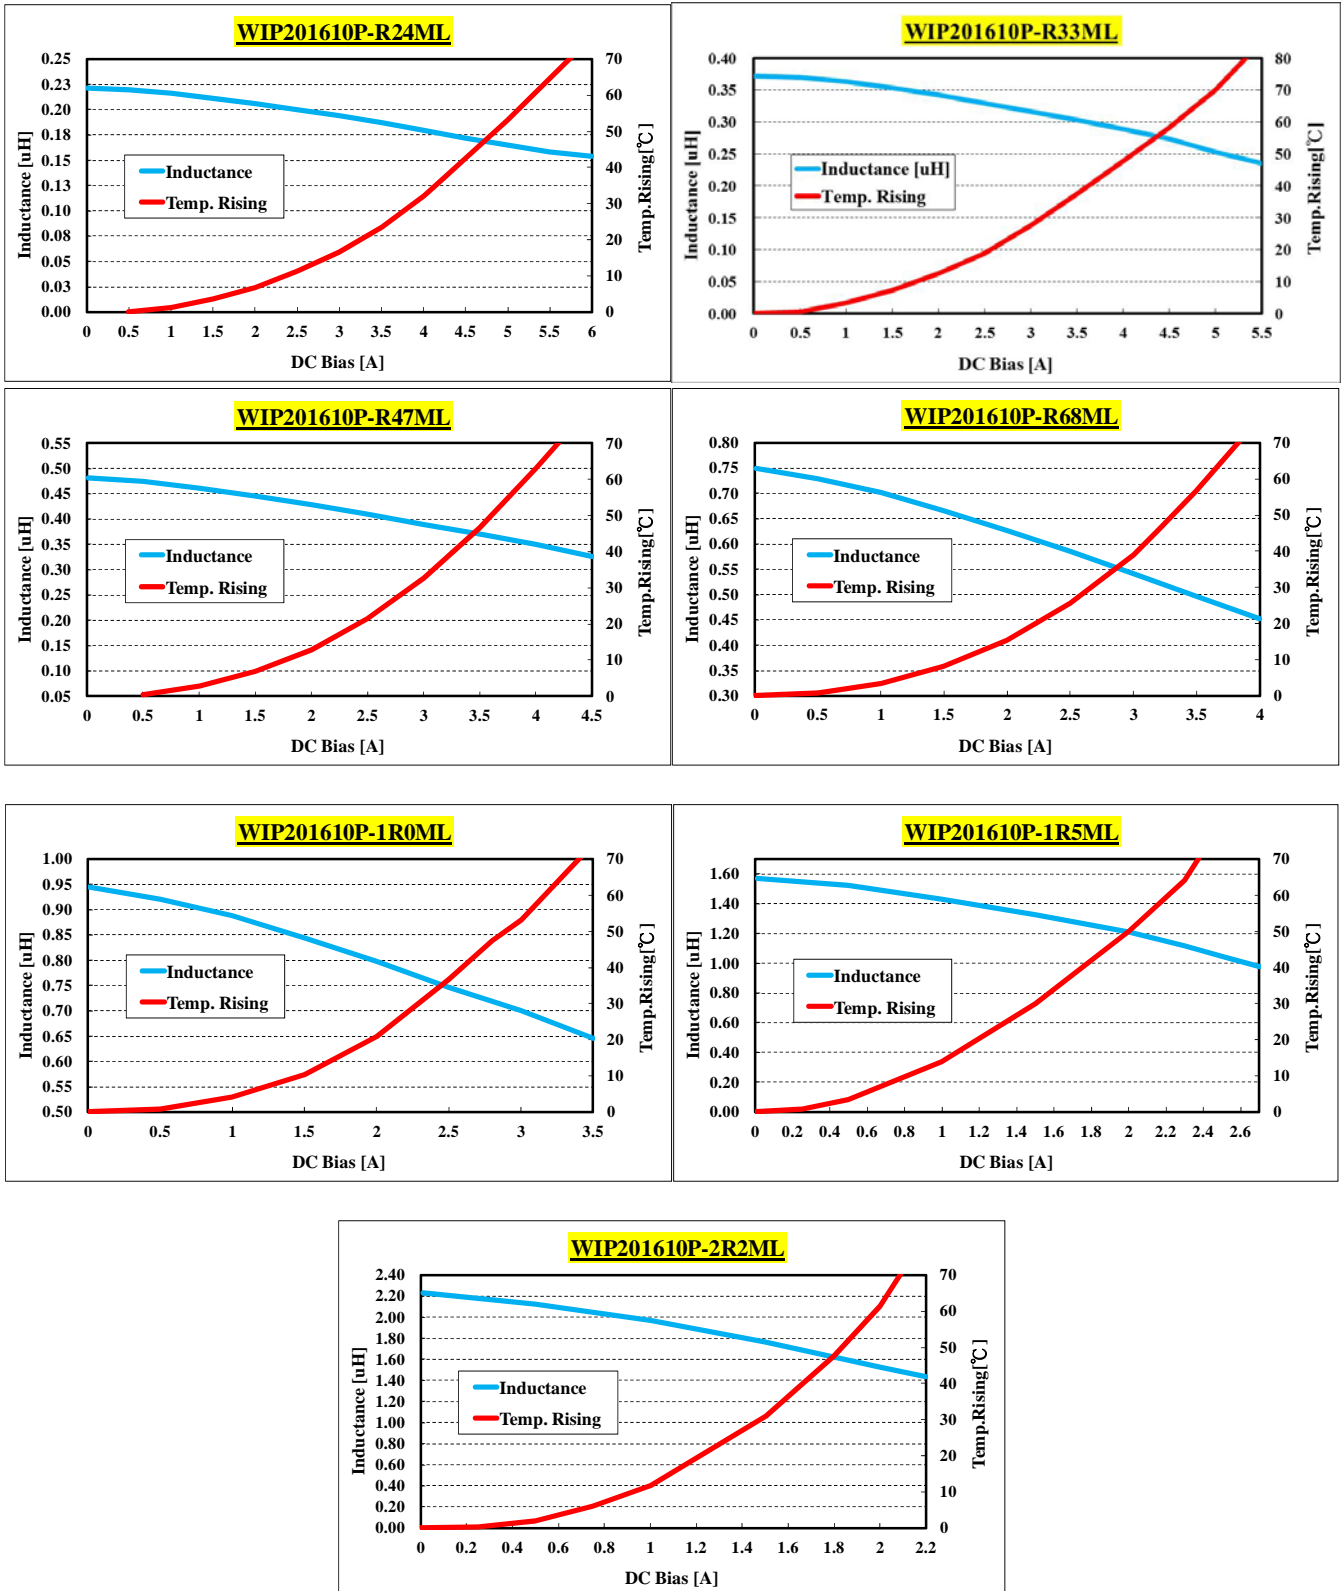 WIP201610P-R24ML
0.25
0.23
0.20
0.18
0.15
0.13
0.10
0.08
0.05
0.03
0.00
Inductance [uH]
Inductance
Temp. Rising
70
60
50
40
30
20
10
0
Temp.Rising[℃]
0 0.5 1 1.5 2 2.5 3 3.5 4 4.5 5 5.5 6
DC Bias [A]
WIP201610P-R33ML
0.40
0.35
0.30
0.25
0.20
0.15
0.10
0.05
0.00
Inductance [uH]
Inductance [uH]
Temp. Rising
80
70
60
50
40
30
20
10
0
Temp.Rising[℃]
0 0.5 1 1.5 2 2.5 3 3.5 4 4.5 5 5.5
DC Bias [A]
WIP201610P-R47ML
0.55
0.50
0.45
0.40
0.35
0.30
0.25
0.20
0.15
0.10
0.05
Inductance [uH]
Inductance
Temp. Rising
70
60
50
40
30
20
10
0
Temp.Rising[℃]
0 0.5 1 1.5 2 2.5 3 3.5 4 4.5
DC Bias [A]
WIP201610P-R68ML
0.80
0.75
0.70
0.65
0.60
0.55
0.50
0.45
0.40
0.35
0.30
Inductance [uH]
Inductance
Temp. Rising
70
60
50
40
30
20
10
0
Temp.Rising[℃]
0 0.5 1 1.5 2 2.5 3 3.5 4
DC Bias [A]
WIP201610P-1R0ML
1.00
0.95
0.90
0.85
0.80
0.75
0.70
0.65
0.60
0.55
0.50
Inductance [uH]
Inductance
Temp. Rising
70
60
50
40
30
20
10
0
Temp.Rising[℃]
0 0.5 1 1.5 2 2.5 3 3.5
DC Bias [A]
WIP201610P-1R5ML
1.60
1.40
1.20
1.00
0.80
0.60
0.40
0.20
0.00
Inductance [uH]
Inductance
Temp. Rising
70
60
50
40
30
20
10
0
Temp.Rising[℃]
0 0.2 0.4 0.6 0.8 1 1.2 1.4 1.6 1.8 2 2.2 2.4 2.6
DC Bias [A]
WIP201610P-2R2ML
2.40
2.20
2.00
1.80
1.60
1.40
1.20
1.00
0.80
0.60
0.40
0.20
0.00
Inductance [uH]
Inductance
Temp. Rising
70
60
50
40
30
20
10
0
Temp.Rising[℃]
0 0.2 0.4 0.6 0.8 1 1.2 1.4 1.6 1.8 2 2.2
DC Bias [A]